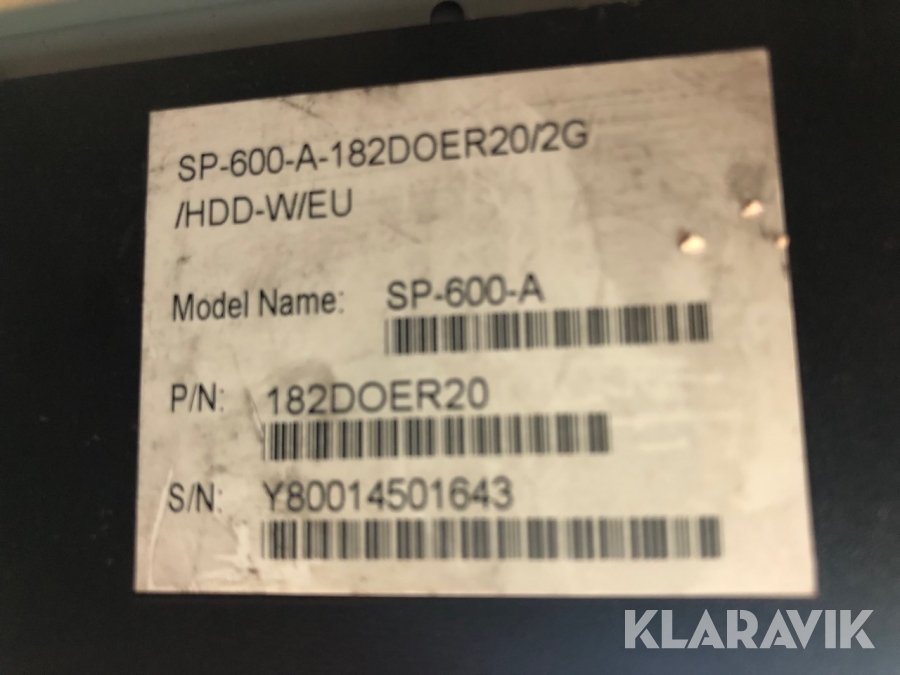 SP-600-A-182DOER20/2G
/HDD-W/EU
Model Name: SP-600-A
P/N: 182DOER20
S/N: Y80014501643
KLARAVIK